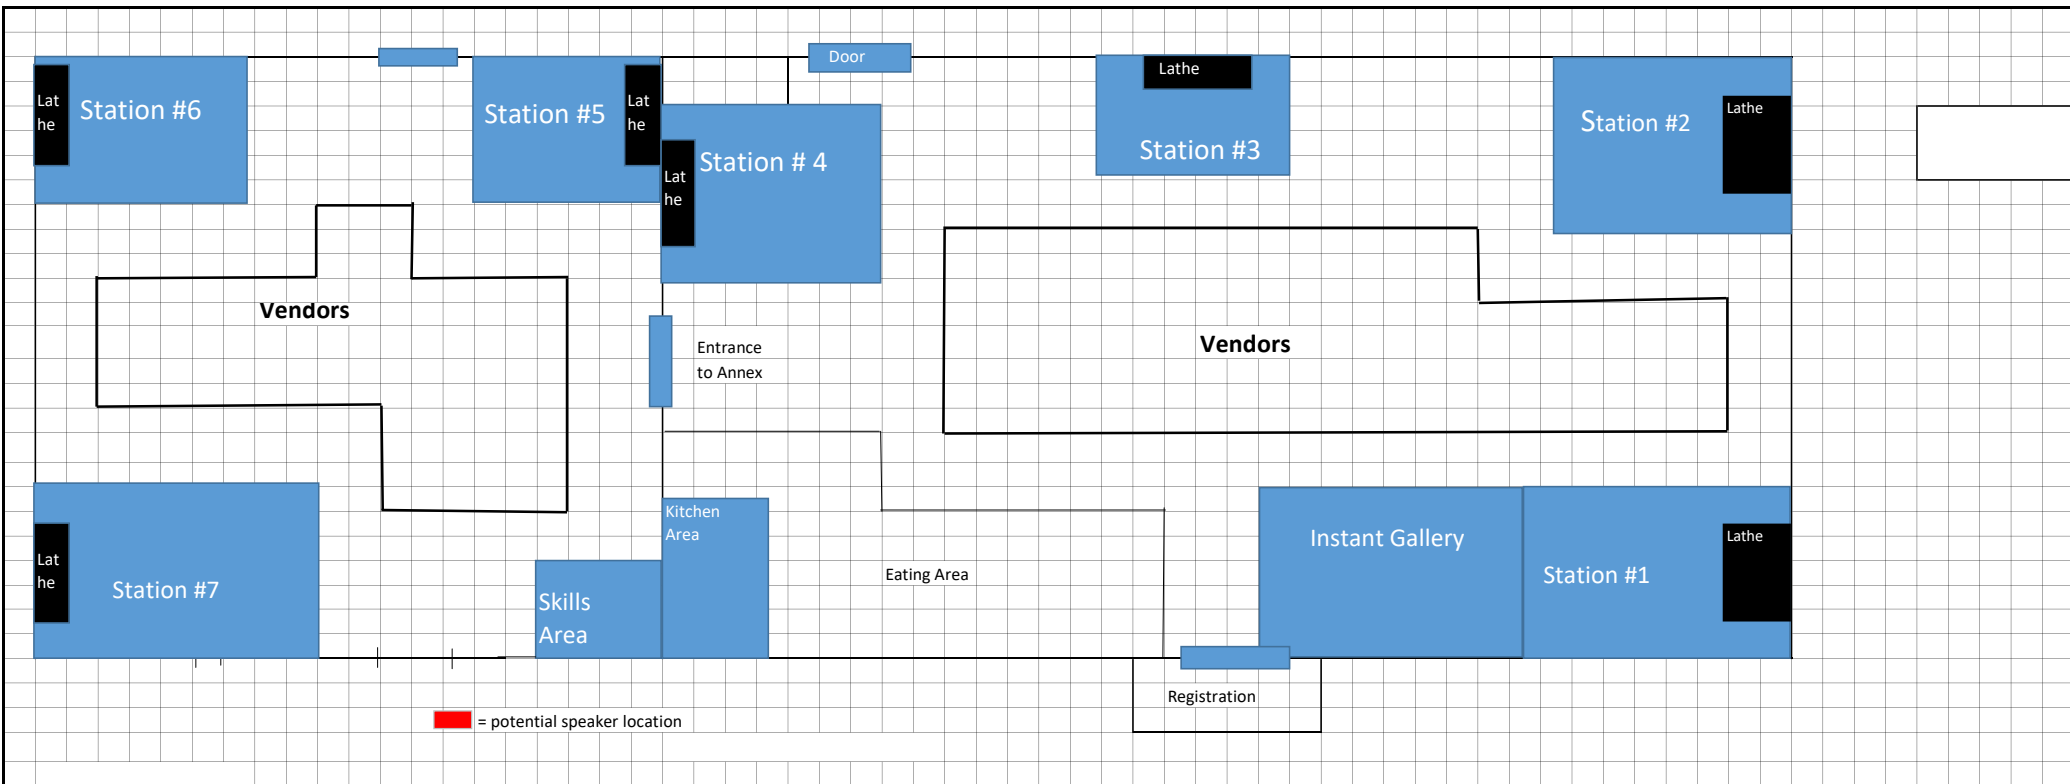 Door
Lathe
Lat
he
Station #6
Station #5
Lat
he
Station #3
Station #2
Lathe
Lat
he
Station # 4
Vendors
Entrance
to Annex
Vendors
Lat
he
Station #7
Skills
Area
Kitchen
Area
Eating Area
Instant Gallery
Station #1
Lathe
Registration
= potential speaker location